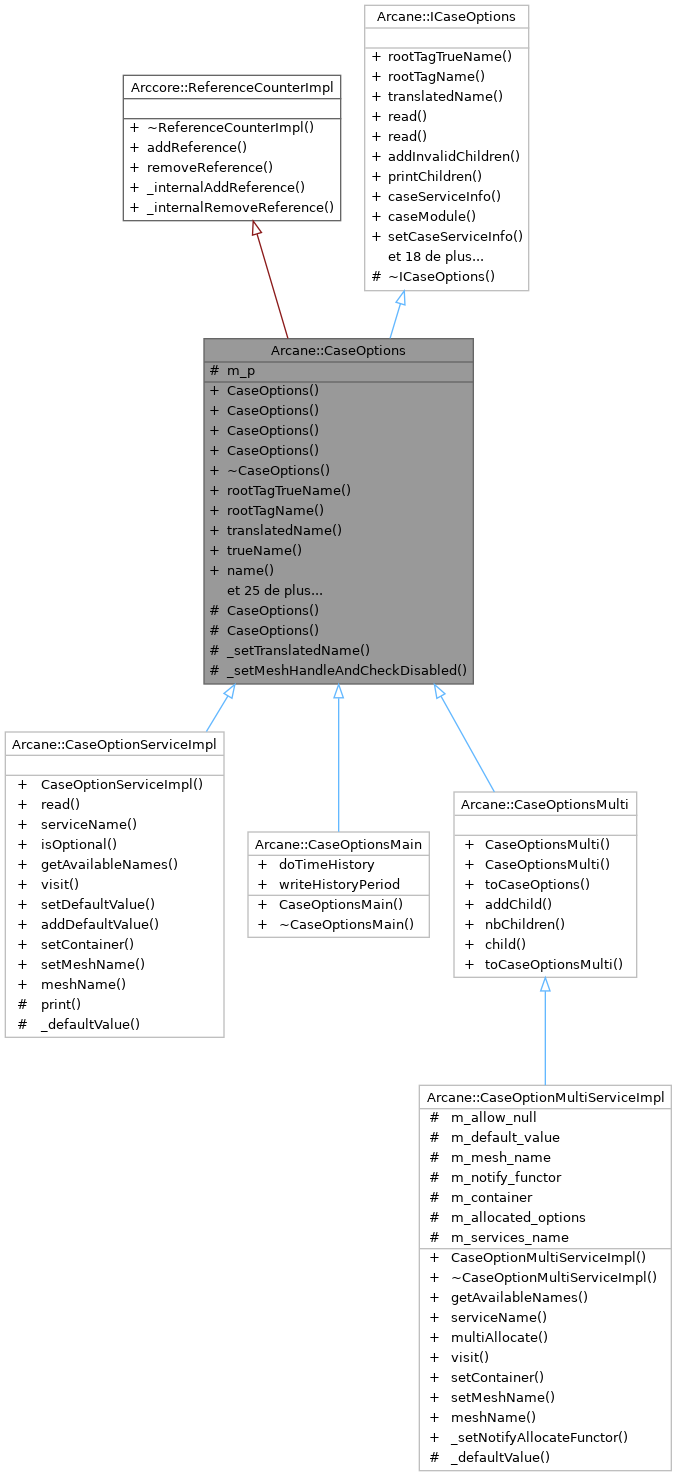 Arcane::ICaseOptions
+ rootTagTrueName()
+ rootTagName()
+ translatedName()
+ read()
+ read()
+ addInvalidChildren()
+ printChildren()
+ caseServiceInfo()
+ caseModule()
+ setCaseServiceInfo()
et 18 de plus...
# ~ICaseOptions()
Arccore::ReferenceCounterImpl
+ ~ReferenceCounterImpl()
+ addReference()
+ removeReference()
+ _internalAddReference()
+ _internalRemoveReference()
Arcane::CaseOptions
# m_p
+ CaseOptions()
+ CaseOptions()
+ CaseOptions()
+ CaseOptions()
+ ~CaseOptions()
+ rootTagTrueName()
+ rootTagName()
+ translatedName()
+ trueName()
+ name()
et 25 de plus...
# CaseOptions()
# CaseOptions()
# _setTranslatedName()
# _setMeshHandleAndCheckDisabled()
Arcane::CaseOptionServiceImpl
+ CaseOptionServiceImpl()
+ read()
+ serviceName()
+ isOptional()
+ getAvailableNames()
+ visit()
+ setDefaultValue()
+ addDefaultValue()
+ setContainer()
+ setMeshName()
+ meshName()
# print()
# _defaultValue()
Arcane::CaseOptionsMain
+ doTimeHistory
+ writeHistoryPeriod
+ CaseOptionsMain()
+ ~CaseOptionsMain()
Arcane::CaseOptionsMulti
+ CaseOptionsMulti()
+ CaseOptionsMulti()
+ toCaseOptions()
+ addChild()
+ nbChildren()
+ child()
+ toCaseOptionsMulti()
Arcane::CaseOptionMultiServiceImpl
# m_allow_null
# m_default_value
# m_mesh_name
# m_notify_functor
# m_container
# m_allocated_options
# m_services_name
+ CaseOptionMultiServiceImpl()
+ ~CaseOptionMultiServiceImpl()
+ getAvailableNames()
+ serviceName()
+ multiAllocate()
+ visit()
+ setContainer()
+ setMeshName()
+ meshName()
+ _setNotifyAllocateFunctor()
# _defaultValue()